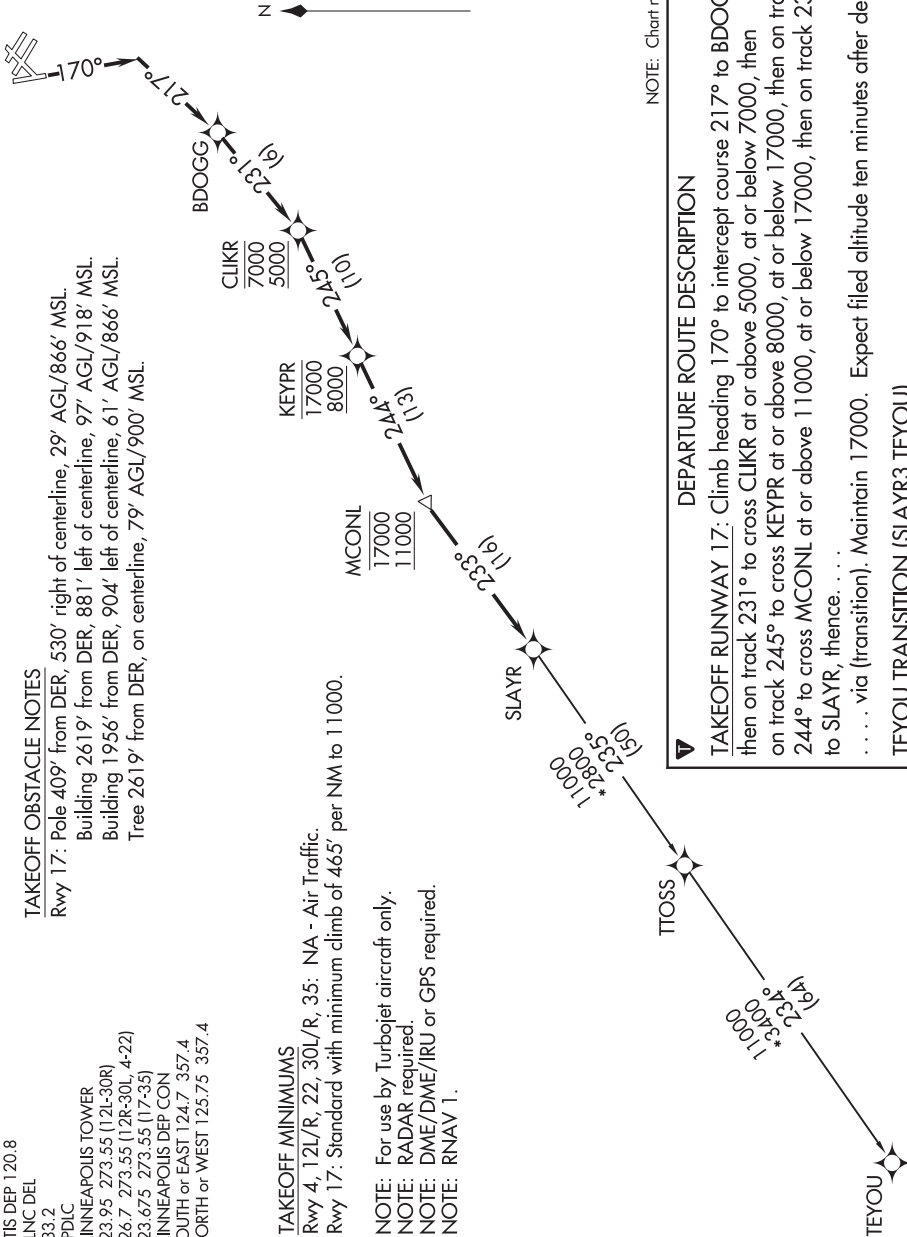 TIS DEP 120.8
LNC DEL
33.2
PDLC
INNEAPOLIS TOWER
23.95 273.55 (12L-30R)
26.7 273.55 (12R-30L, 4-22)
23.675 273.55 (17-35)
INNEAPOLIS DEP CON
OUTH or EAST 124.7 357.4
ORTH or WEST 125.75 357.4
TAKEOFF OBSTACLE NOTES
Rwy 17: Pole 409' from DER, 530' right of centerline, 29' AGL/866' MSL.
Building 2619' from DER, 881' left of centerline, 97' AGL/918' MSL.
Building 1956' from DER, 904' left of centerline, 61' AGL/866' MSL.
Tree 2619' from DER, on centerline, 79' AGL/900' MSL.
TAKEOFF MINIMUMS
Rwy 4, 12L/R, 22, 30L/R, 35: NA - Air Traffic.
Rwy 17: Standard with minimum climb of 465' per NM to 11000.
NOTE: For use by Turbojet aircraft only.
NOTE: RADAR required.
NOTE: DME/DME/IRU or GPS required.
NOTE: RNAV 1.
N
170°
217°
BDOGG
231°
(6)
CLIKR
7000
5000
245°
(10)
KEYPR
17000
8000
244°
(13)
MCONL
17000
11000
233°
(16)
SLAYR
11000
*2800
235°
(50)
TTOSS
11000
*3400
234°
(64)
TEYOU
NOTE: Chart n
T
DEPARTURE ROUTE DESCRIPTION
TAKEOFF RUNWAY 17: Climb heading 170° to intercept course 217° to BDOG
then on track 231° to cross CLIKR at or above 5000, at or below 7000, then
on track 245° to cross KEYPR at or above 8000, at or below 17000, then on tra
244° to cross MCONL at or above 11000, at or below 17000, then on track 23
to SLAYR, thence. . . .
. . . . via (transition). Maintain 17000. Expect filed altitude ten minutes after de
TEYOU TRANSITION (SLAYR3.TEYOU)